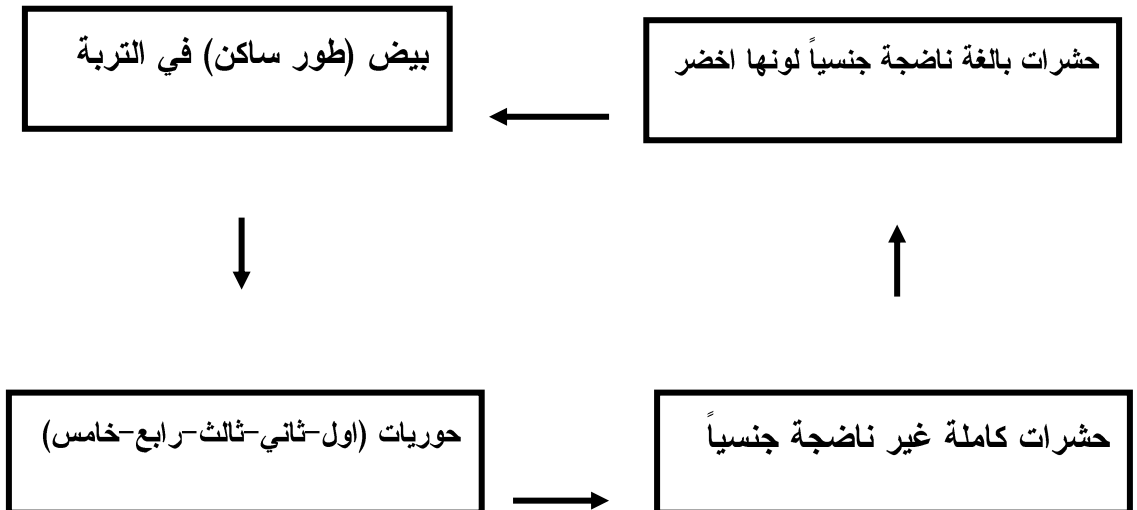 حشرات بالغة ناضجة جنسياً لونها اخضر
بيض (طور ساكن) في التربة
حوريات (اول-ثاني-ثالث-رابع-خامس)
حشرات كاملة غير ناضجة جنسياً